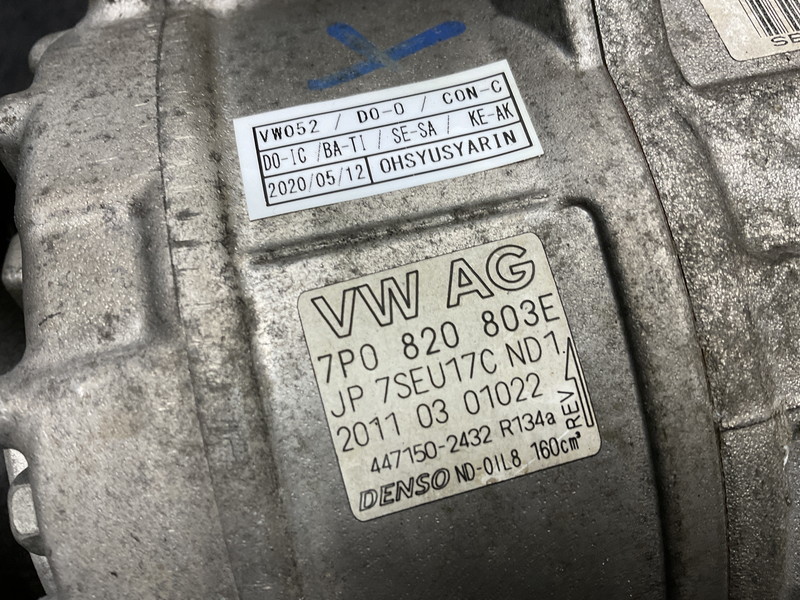 SE
VW052 / DO-O / CON-C
DO-IC /BA-TI / SE-SA / KE-AK
2020/05/12 OHSYUSYARIN
VW AG
7P0 820 803E
JP 7SEU17C ND1
2011 03 01022
447150-2432 R134a
DENSO ND-OIL8 160cm³
REV